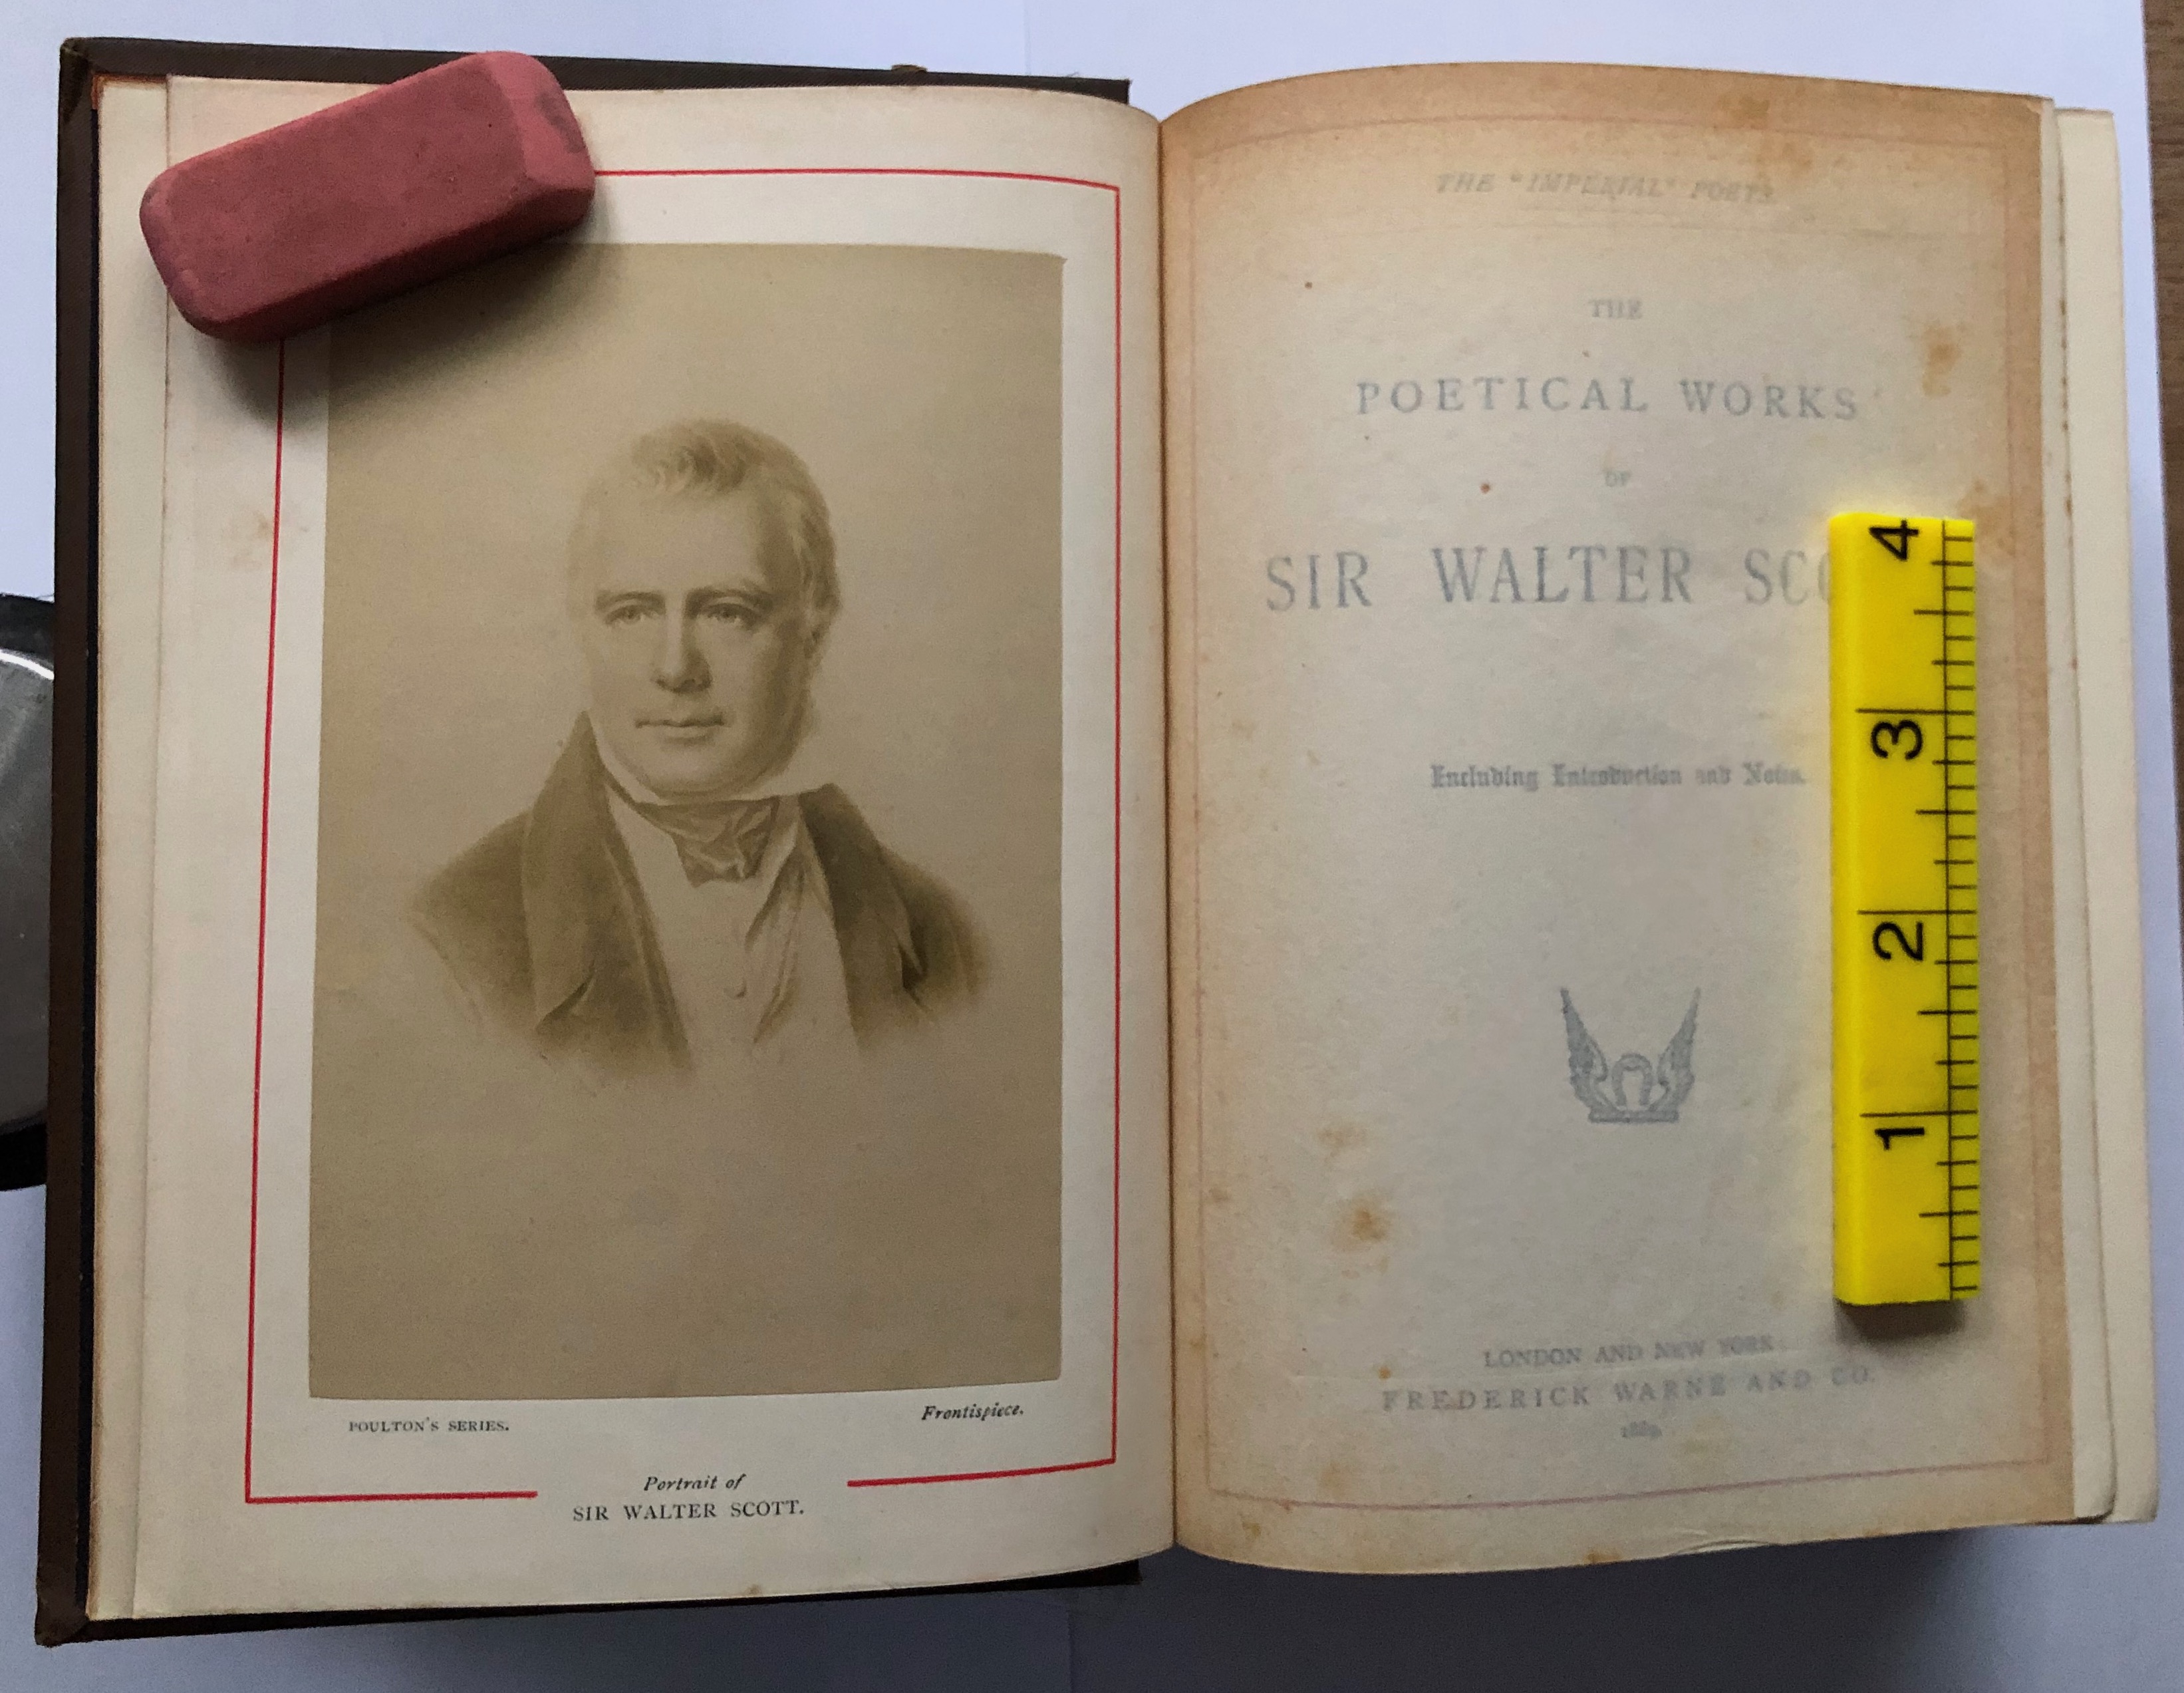 POULTON'S SERIES.
Frontispiece.
Portrait of
SIR WALTER SCOTT.
THE "IMPERIAL" POETS
THE
POETICAL WORKS
OF
SIR WALTER SCO
Including Introduction and Notes.
LONDON AND NEW YORK
FREDERICK WARNE AND CO.
4
3
2
1